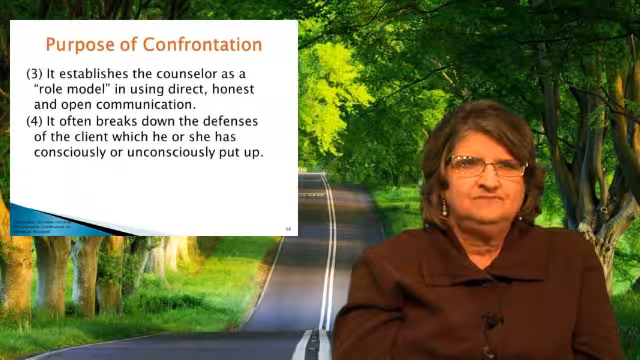 Purpose of Confrontation
(3) It establishes the counselor as a
“role model” in using direct, honest
and open communication.
(4) It often breaks down the defenses
of the client which he or she has
consciously or unconsciously put up.